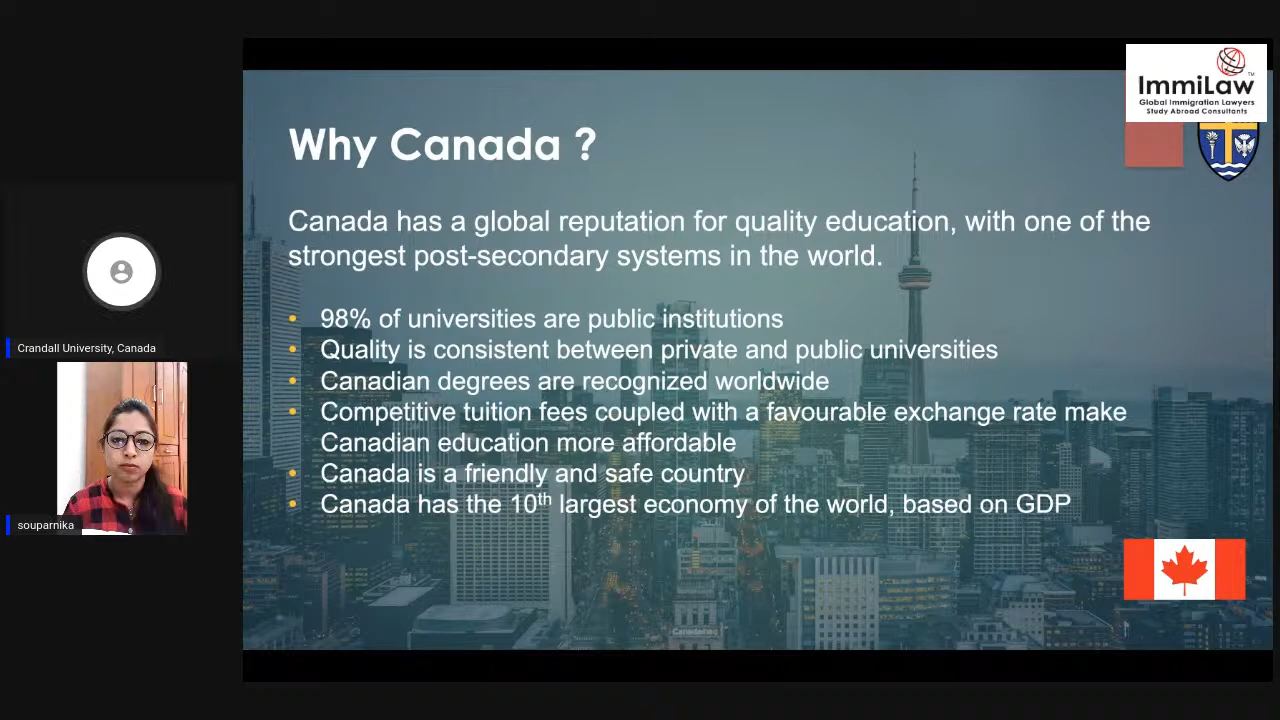 ImmiLaw
TM
Global Immigration Lawyers
Study Abroad Consultants
Why Canada ?
Canada has a global reputation for quality education, with one of the
strongest post-secondary systems in the world.
• 98% of universities are public institutions
• Quality is consistent between private and public universities
• Canadian degrees are recognized worldwide
• Competitive tuition fees coupled with a favourable exchange rate make
Canadian education more affordable
• Canada is a friendly and safe country
• Canada has the 10th largest economy of the world, based on GDP
Crandall University, Canada
souparnika